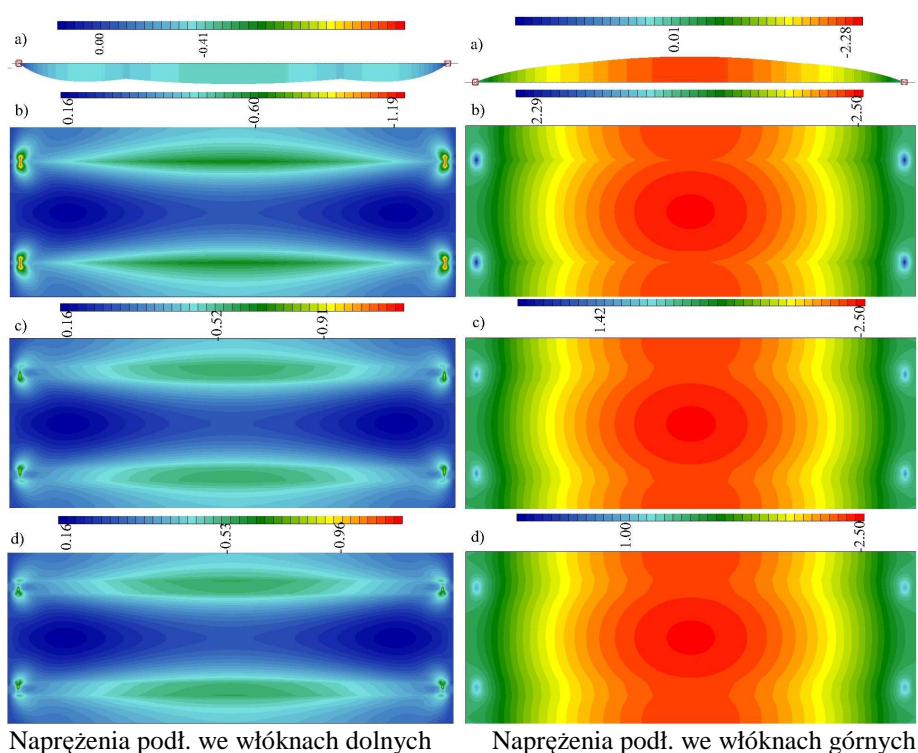 a)
0.00
-0.41
a)
0.01
-2.28
b)
0.16
-0.60
-1.19
b)
2.29
-2.50
c)
0.16
-0.52
-0.91
c)
1.42
-2.50
d)
0.16
-0.53
-0.96
d)
1.00
-2.50
Naprężenia podł. we włóknach dolnych
Naprężenia podł. we włóknach górnych